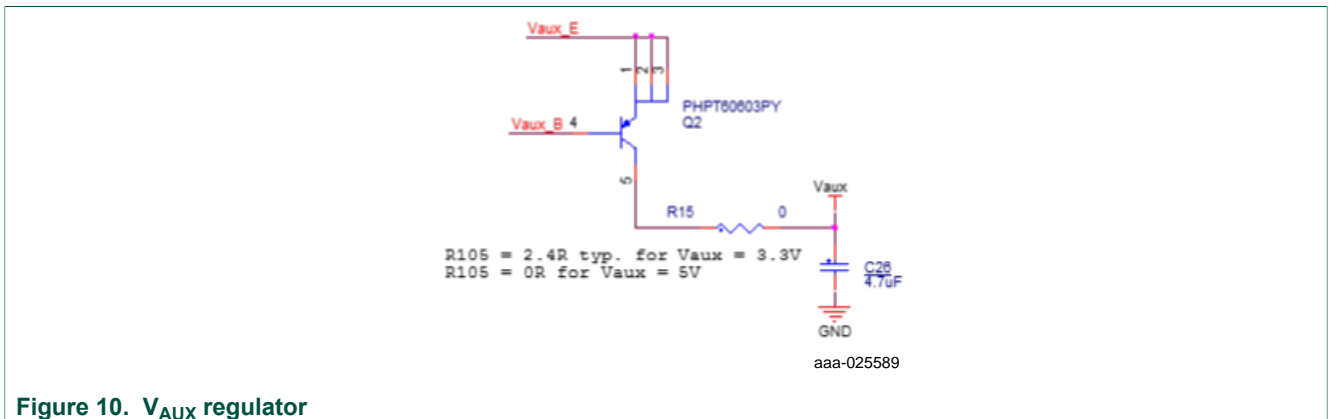 Vaux_E
1 2 3
PHPT60603PY
Q2
Vaux_B 4
5
Vaux
R15 0
R105 = 2.4R typ. for Vaux = 3.3V
R105 = 0R for Vaux = 5V
C26
4.7uF
GND
aaa-025589
Figure 10. VAUX regulator